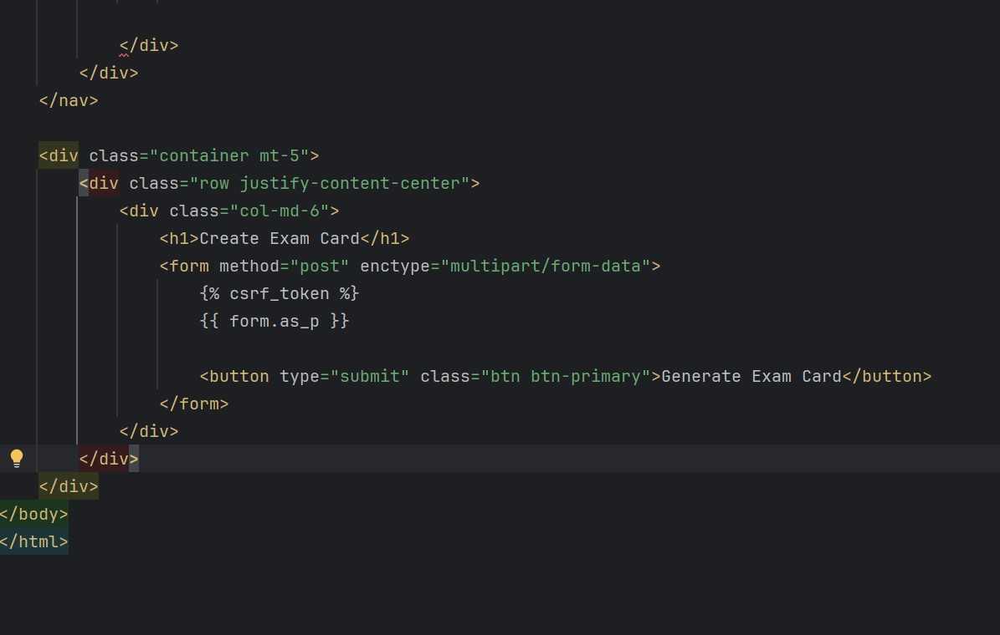 </div>
</div>
</nav>
<div class="container mt-5">
<div class="row justify-content-center">
<div class="col-md-6">
<h1>Create Exam Card</h1>
<form method="post" enctype="multipart/form-data">
{% csrf_token %}
{{ form.as_p }}
<button type="submit" class="btn btn-primary">Generate Exam Card</button>
</form>
</div>
</div>
</div>
</body>
</html>